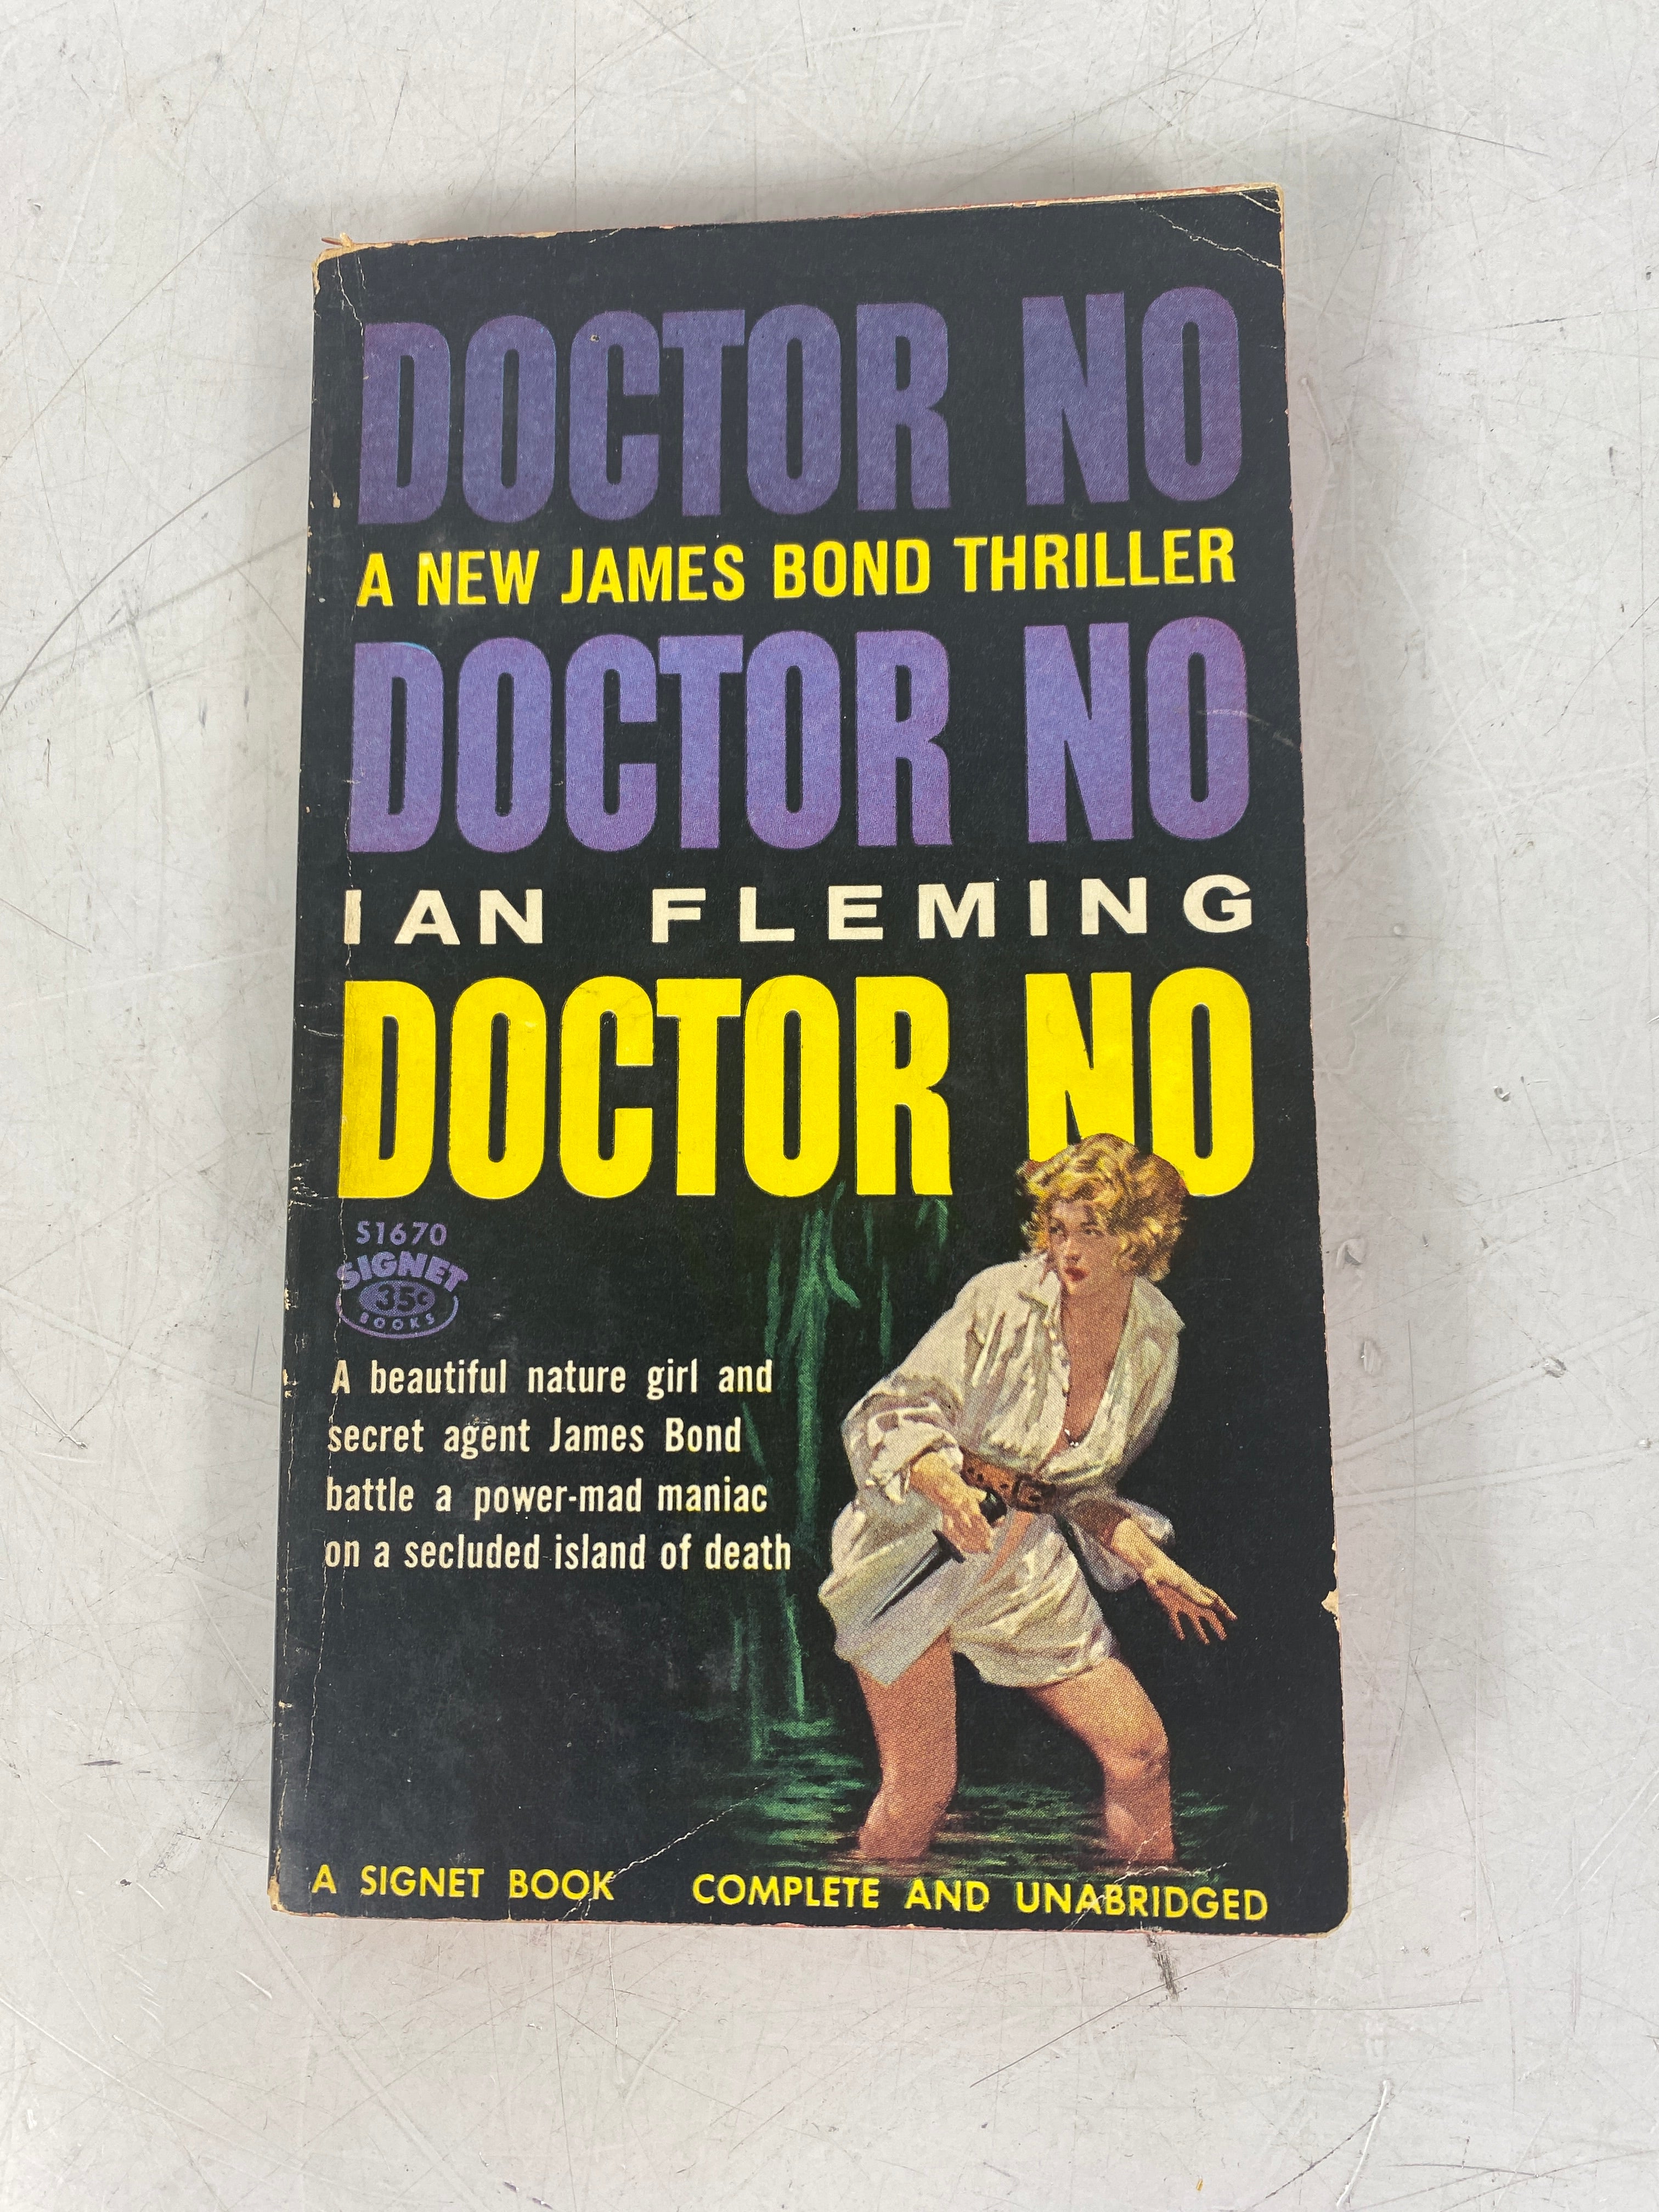 DOCTOR NO
A NEW JAMES BOND THRILLER
DOCTOR NO
IAN FLEMING
DOCTOR NO
S1670
SIGNET
35¢
BOOKS
A beautiful nature girl and
secret agent James Bond
battle a power-mad maniac
on a secluded island of death
A SIGNET BOOK COMPLETE AND UNABRIDGED